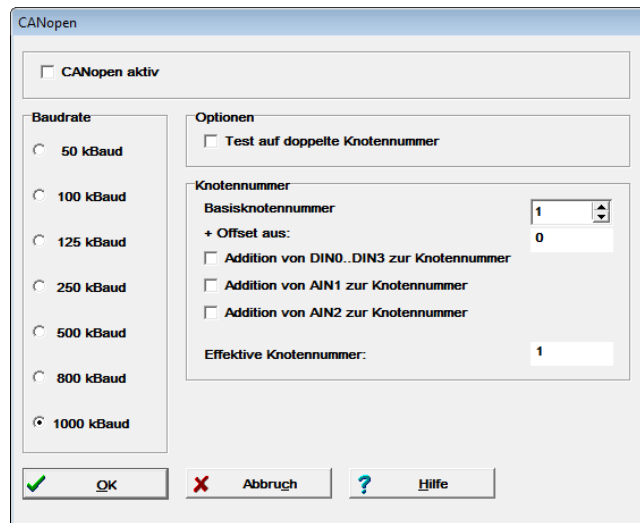 CANopen
CANopen aktiv
Baudrate
50 kBaud
100 kBaud
125 kBaud
250 kBaud
500 kBaud
800 kBaud
1000 kBaud
Optionen
Test auf doppelte Knotennummer
Knotennummer
Basisknotennummer 1
+ Offset aus: 0
Addition von DIN0..DIN3 zur Knotennummer
Addition von AIN1 zur Knotennummer
Addition von AIN2 zur Knotennummer
Effektive Knotennummer: 1
OK Abbruch ? Hilfe